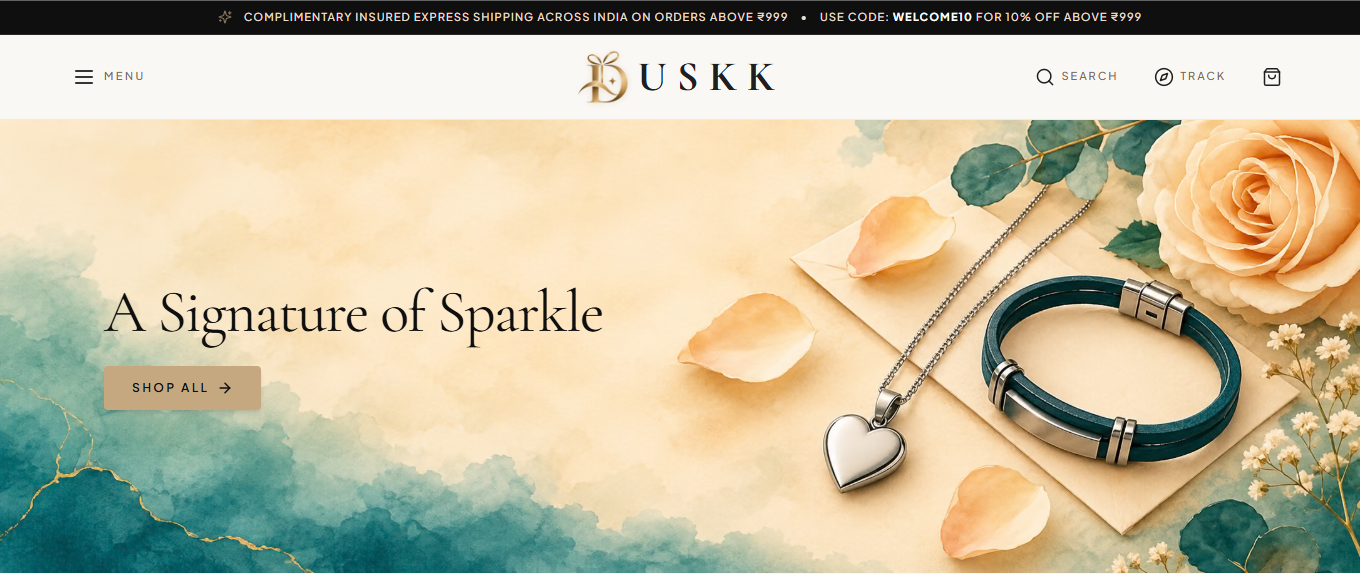 COMPLIMENTARY INSURED EXPRESS SHIPPING ACROSS INDIA ON ORDERS ABOVE ₹999 • USE CODE: WELCOME10 FOR 10% OFF ABOVE ₹999
MENU
DUSKK
SEARCH
TRACK
A Signature of Sparkle
SHOP ALL →